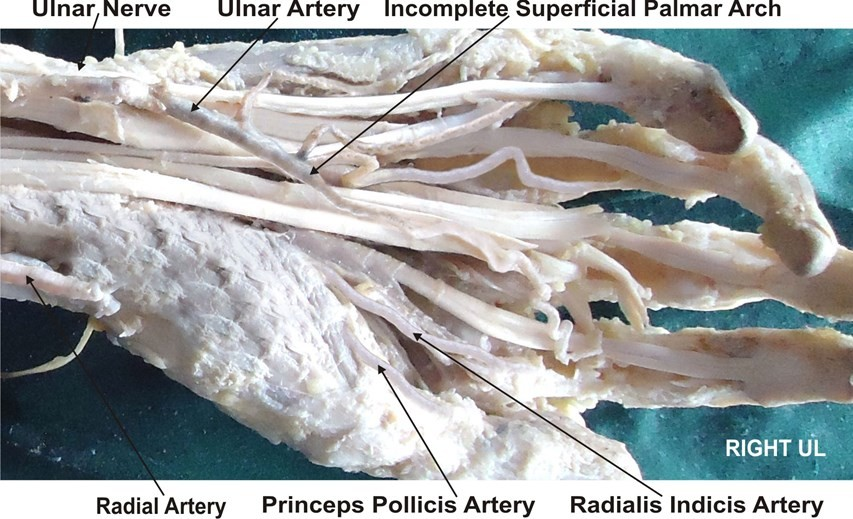 Ulnar Nerve
Ulnar Artery
Incomplete Superficial Palmar Arch
RIGHT UL
Radial Artery
Princeps Pollicis Artery
Radialis Indicis Artery